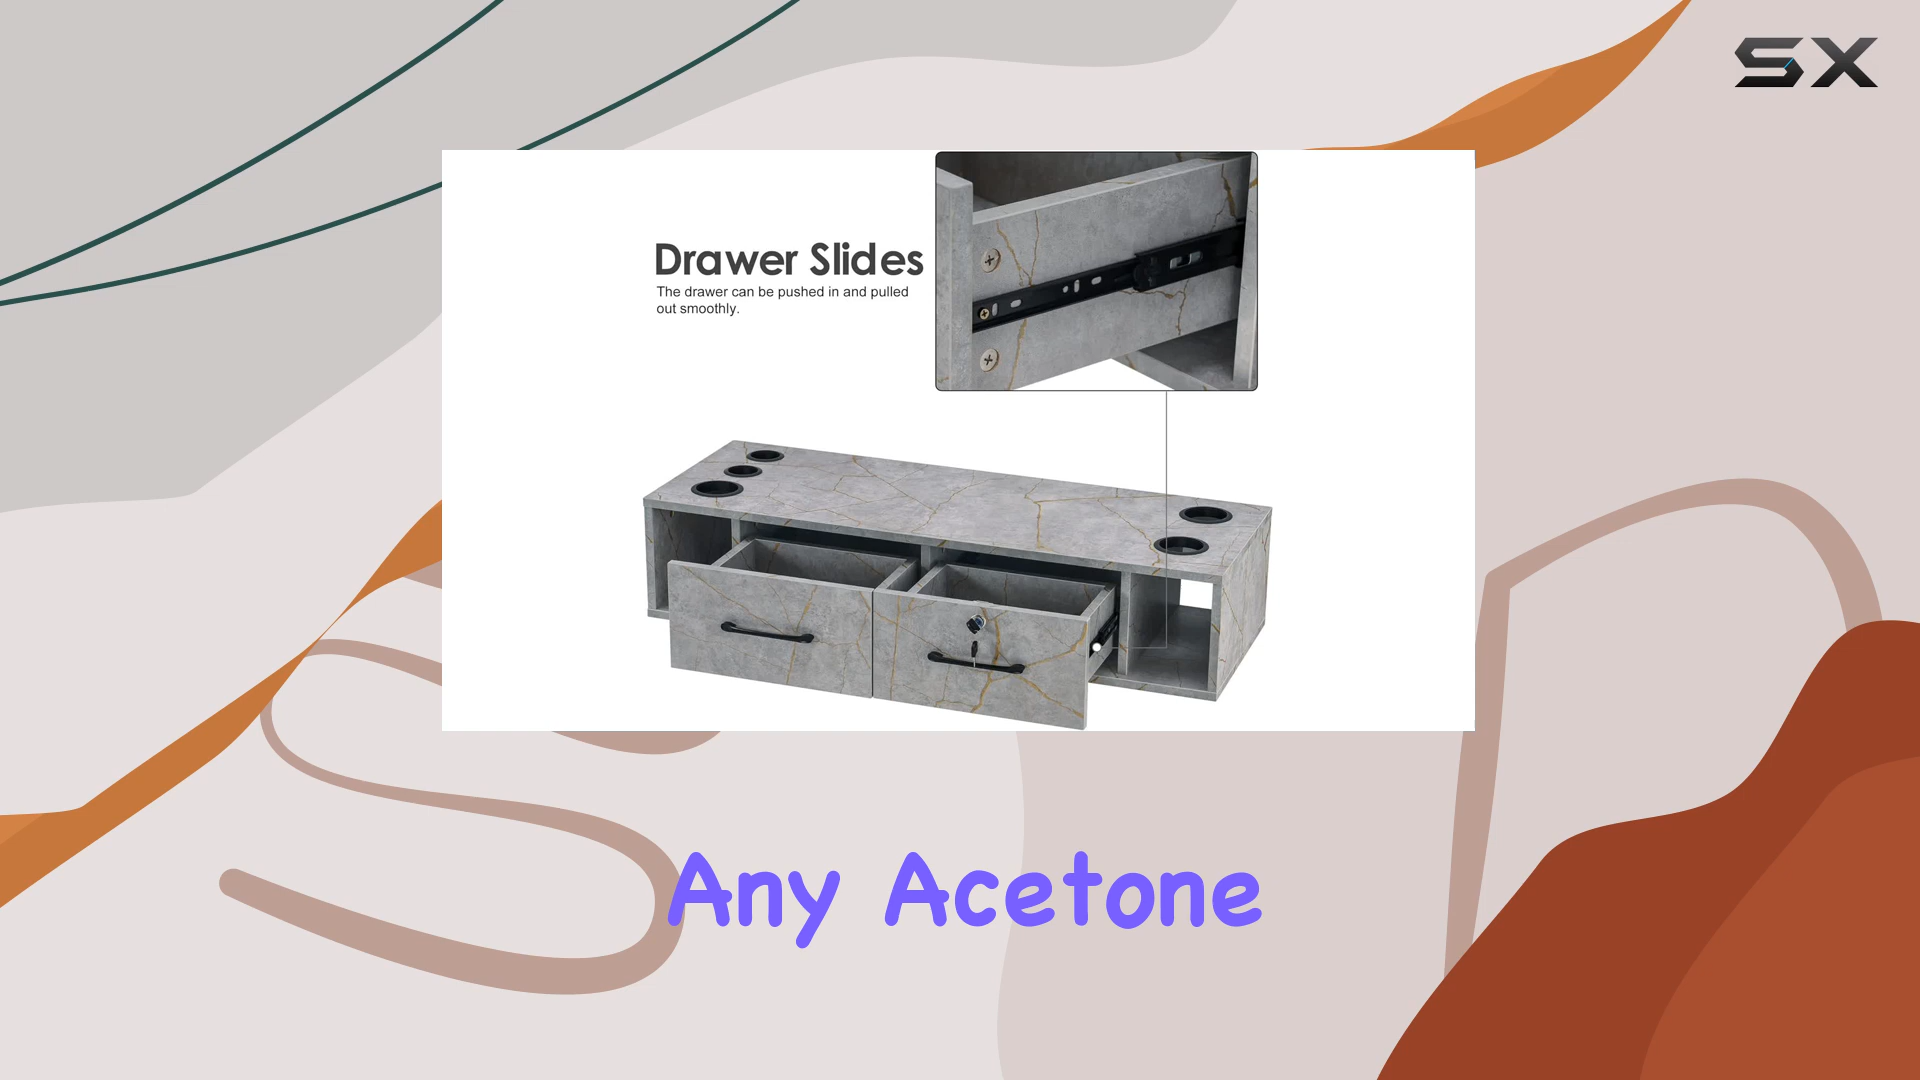 SX
Drawer Slides
The drawer can be pushed in and pulled
out smoothly.
Any Acetone